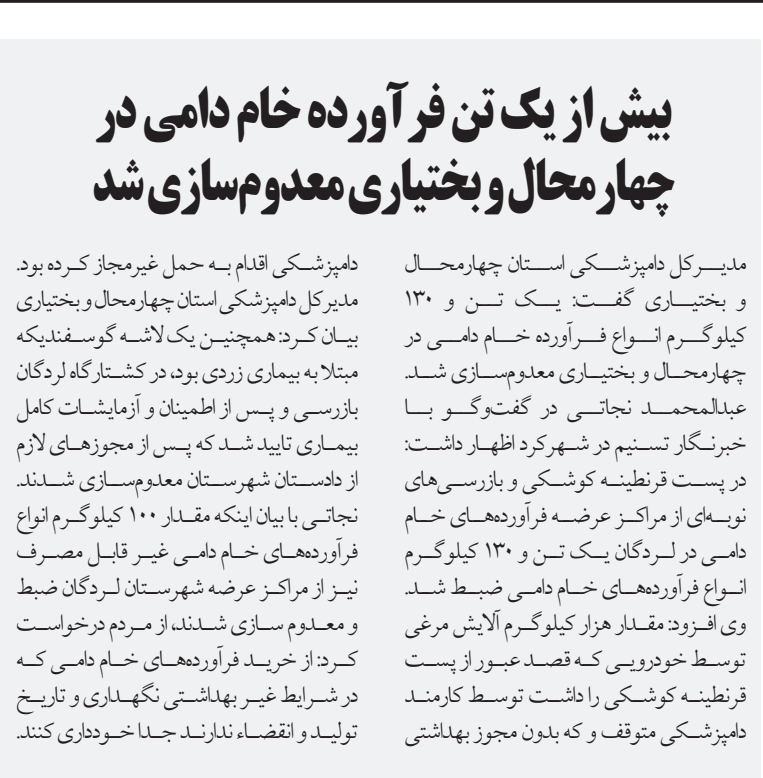 بیش از یک تن فرآورده خام دامی در
چهارمحال و بختیاری معدوم‌سازی شد
مدیرکل دامپزشکی استان چهارمحال
و بختیاری گفت: یک تن و ۱۳۰
کیلوگرم انواع فرآورده خام دامی در
چهارمحال و بختیاری معدوم‌سازی شد.
عبدالمحمد نجاتی در گفت‌وگو با
خبرنگار تسنیم در شهرکرد اظهار داشت:
در پست قرنطینه کوشکی و بازرسی‌های
نوبه‌ای از مراکز عرضه فرآورده‌های خام
دامی در لردگان یک تن و ۱۳۰ کیلوگرم
انواع فرآورده‌های خام دامی ضبط شد.
وی افزود: مقدار هزار کیلوگرم آلایش مرغی
توسط خودرویی که قصد عبور از پست
قرنطینه کوشکی را داشت توسط کارمند
دامپزشکی متوقف و که بدون مجوز بهداشتی
دامپزشکی اقدام به حمل غیرمجاز کرده بود.
مدیرکل دامپزشکی استان چهارمحال و بختیاری
بیان کرد: همچنین یک لاشه گوسفندیکه
مبتلا به بیماری زردی بود، در کشتارگاه لردگان
بازرسی و پس از اطمینان و آزمایشات کامل
بیماری تایید شد که پس از مجوزهای لازم
از دادستان شهرستان معدوم‌سازی شدند.
نجاتی با بیان اینکه مقدار ۱۰۰ کیلوگرم انواع
فرآورده‌های خام دامی غیر قابل مصرف
نیز از مراکز عرضه شهرستان لردگان ضبط
و معدوم سازی شدند، از مردم درخواست
کرد: از خرید فرآورده‌های خام دامی که
در شرایط غیر بهداشتی نگهداری و تاریخ
تولید و انقضاء ندارند جدا خودداری کنند.